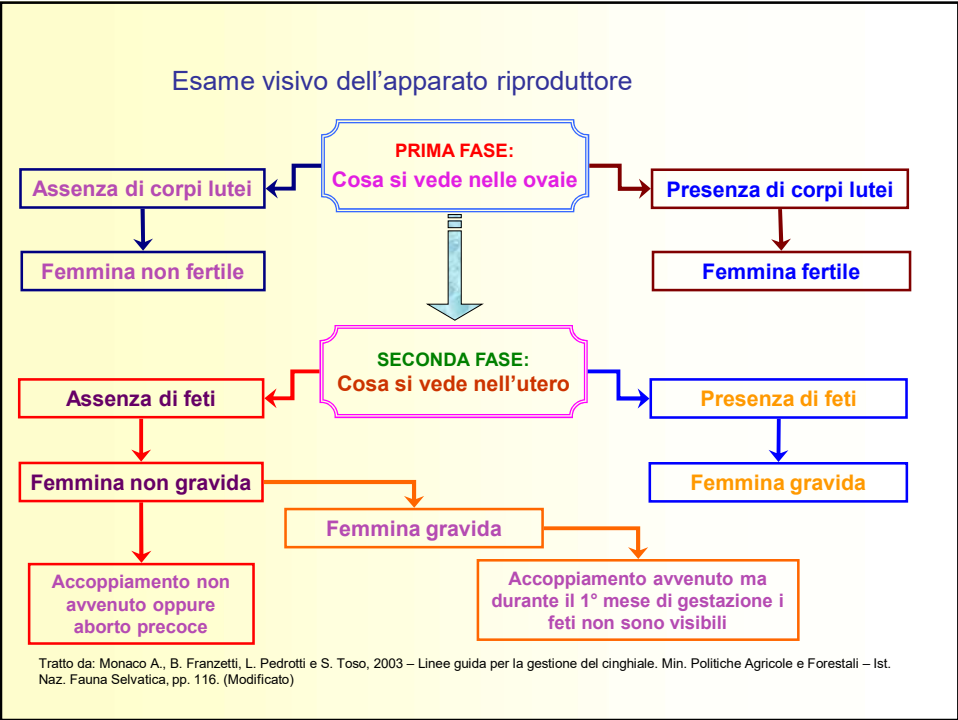 Esame visivo dell'apparato riproduttore
PRIMA FASE:
Cosa si vede nelle ovaie
Assenza di corpi lutei
Presenza di corpi lutei
Femmina non fertile
Femmina fertile
SECONDA FASE:
Cosa si vede nell'utero
Assenza di feti
Presenza di feti
Femmina non gravida
Femmina gravida
Femmina gravida
Accoppiamento non
avvenuto oppure
aborto precoce
Accoppiamento avvenuto ma
durante il 1° mese di gestazione i
feti non sono visibili
Tratto da: Monaco A., B. Franzetti, L. Pedrotti e S. Toso, 2003 – Linee guida per la gestione del cinghiale. Min. Politiche Agricole e Forestali – Ist.
Naz. Fauna Selvatica, pp. 116. (Modificato)